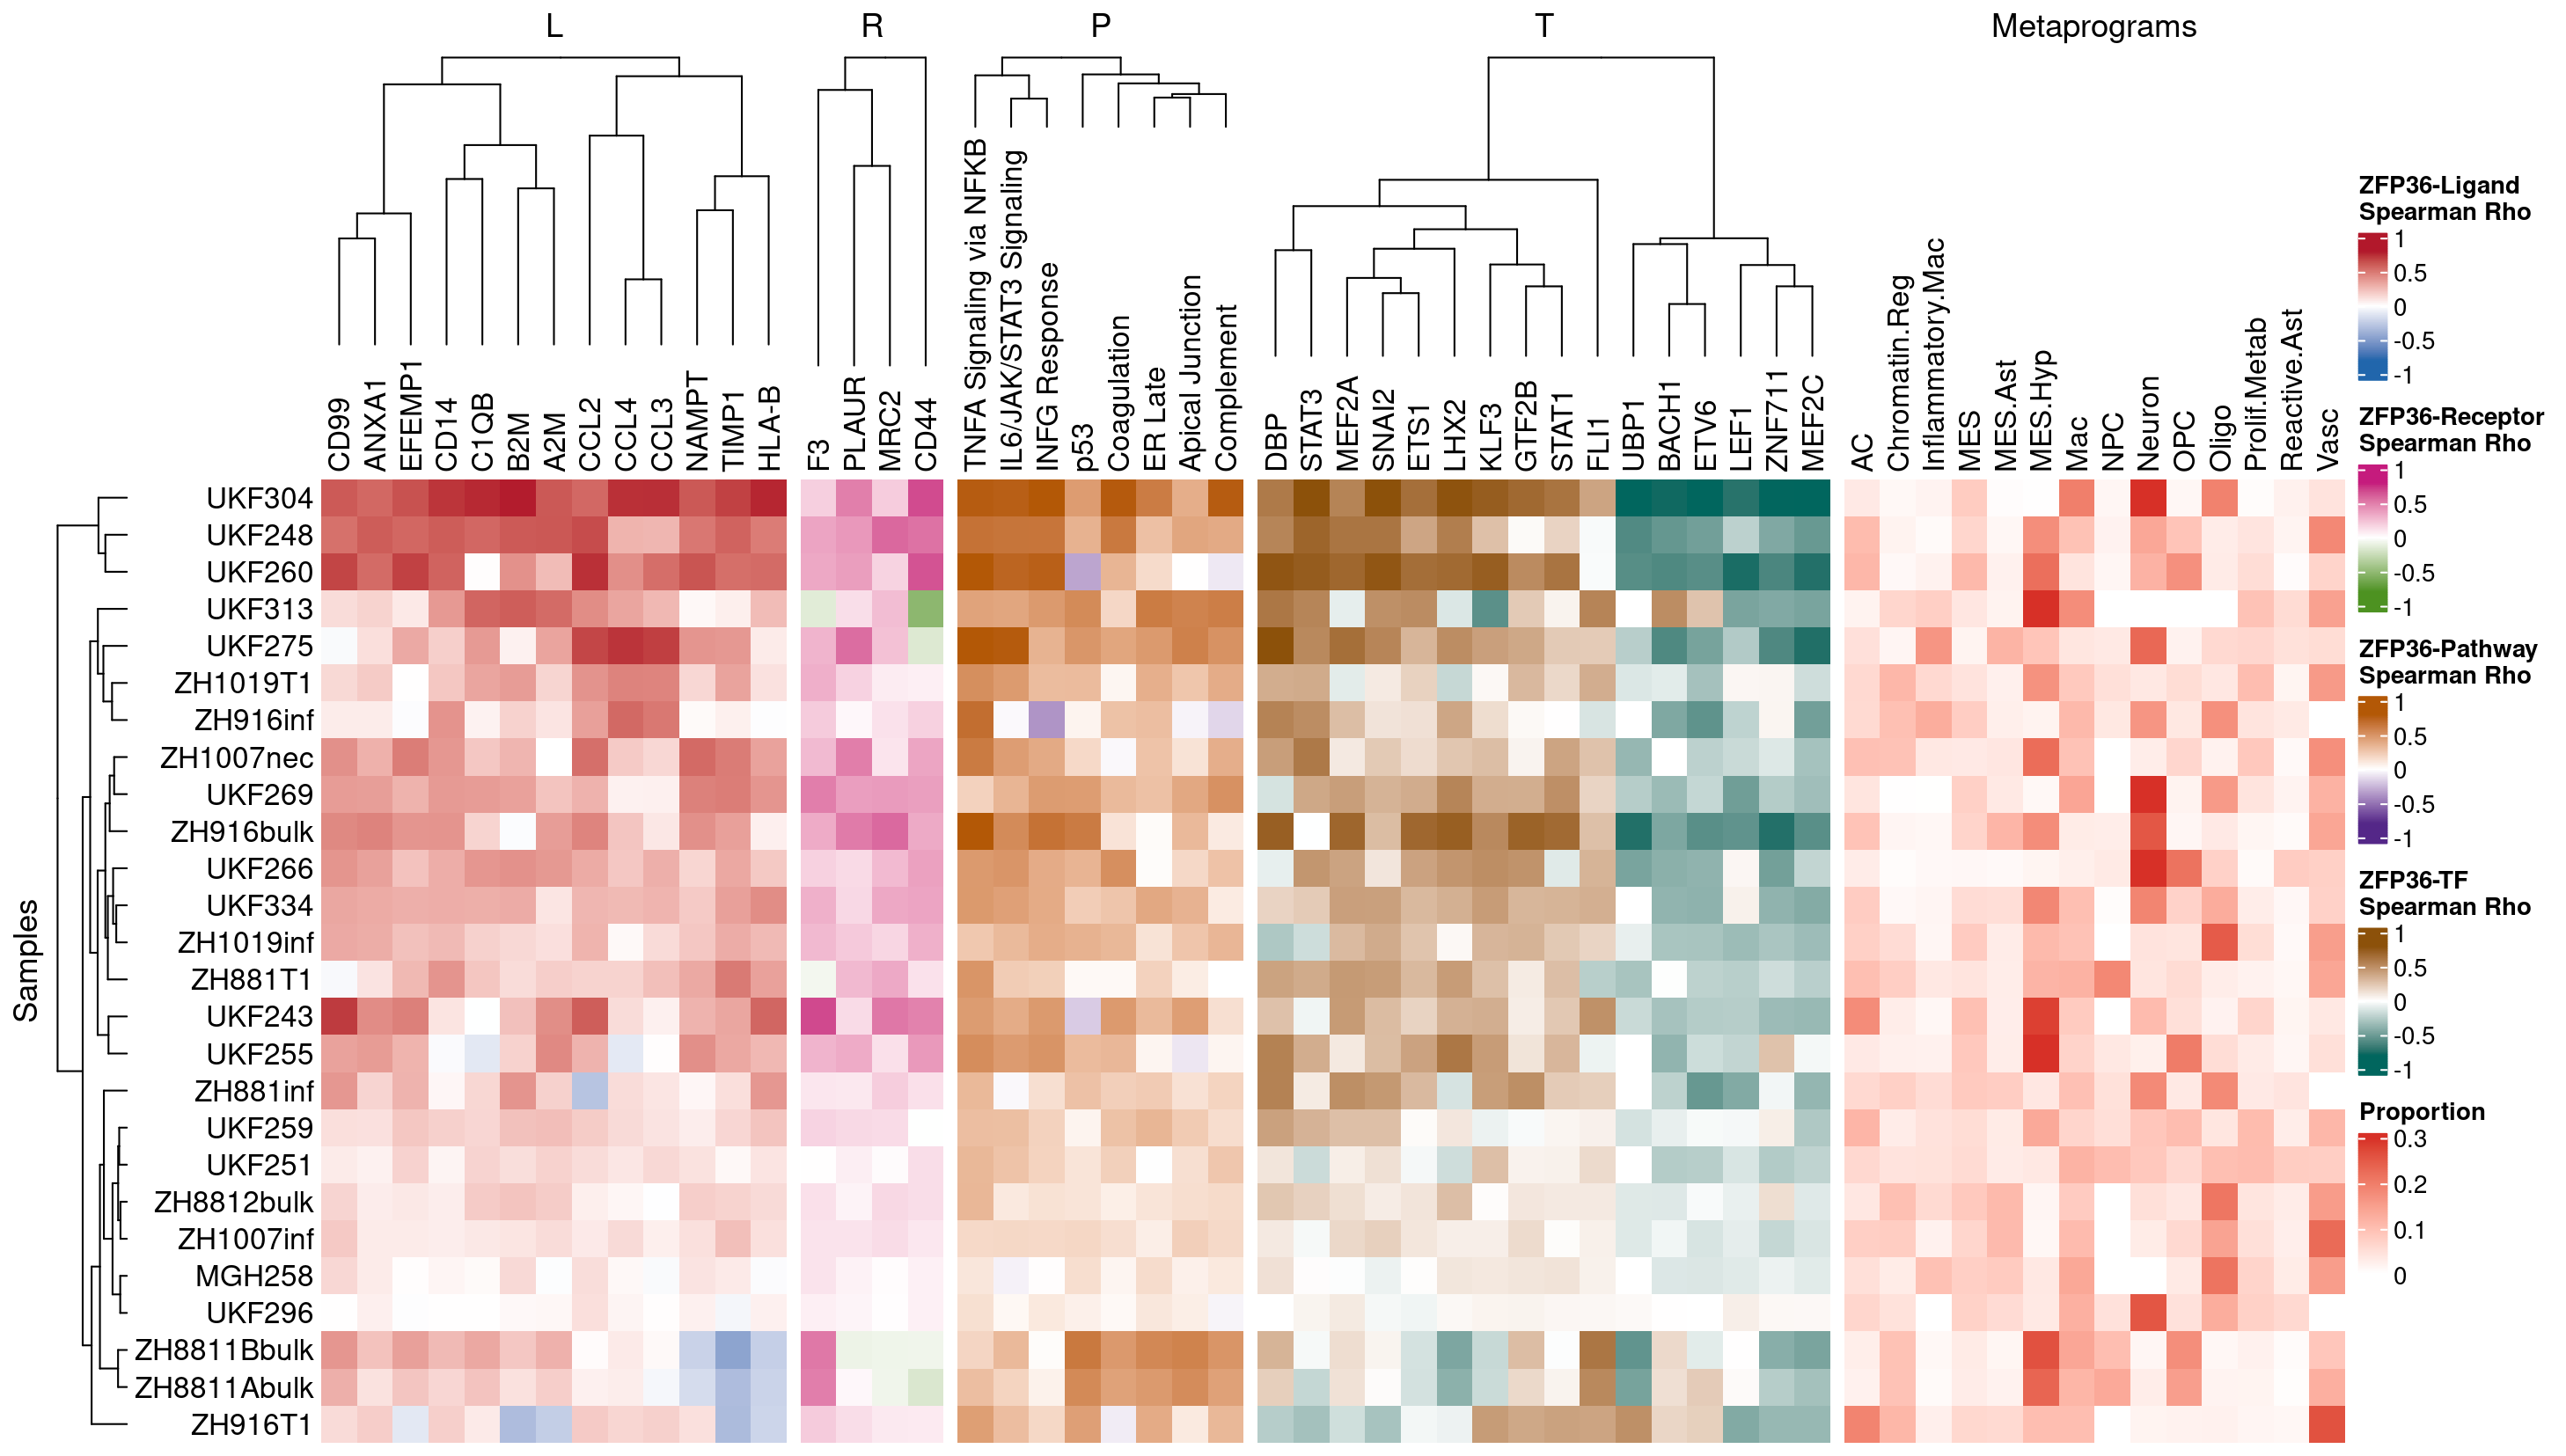 L R P T Metaprograms
CD99
ANXA1
EFEMP1
CD14
C1QB
B2M
A2M
CCL2
CCL4
CCL3
NAMPT
TIMP1
HLA-B
F3
PLAUR
MRC2
CD44
TNFA Signaling via NFKB
IL6/JAK/STAT3 Signaling
INFG Response
p53
Coagulation
ER Late
Apical Junction
Complement
DBP
STAT3
MEF2A
SNAI2
ETS1
LHX2
KLF3
GTF2B
STAT1
FLI1
UBP1
BACH1
ETV6
LEF1
ZNF711
MEF2C
AC
Chromatin.Reg
Inflammatory.Mac
MES
MES.Ast
MES.Hyp
Mac
NPC
Neuron
OPC
Oligo
Prolif.Metab
Reactive.Ast
Vasc
Samples
UKF304
UKF248
UKF260
UKF313
UKF275
ZH1019T1
ZH916inf
ZH1007nec
UKF269
ZH916bulk
UKF266
UKF334
ZH1019inf
ZH881T1
UKF243
UKF255
ZH881inf
UKF259
UKF251
ZH8812bulk
ZH1007inf
MGH258
UKF296
ZH8811Bbulk
ZH8811Abulk
ZH916T1
ZFP36-Ligand
Spearman Rho
1
0.5
0
-0.5
-1
ZFP36-Receptor
Spearman Rho
1
0.5
0
-0.5
-1
ZFP36-Pathway
Spearman Rho
1
0.5
0
-0.5
-1
ZFP36-TF
Spearman Rho
1
0.5
0
-0.5
-1
Proportion
0.3
0.2
0.1
0